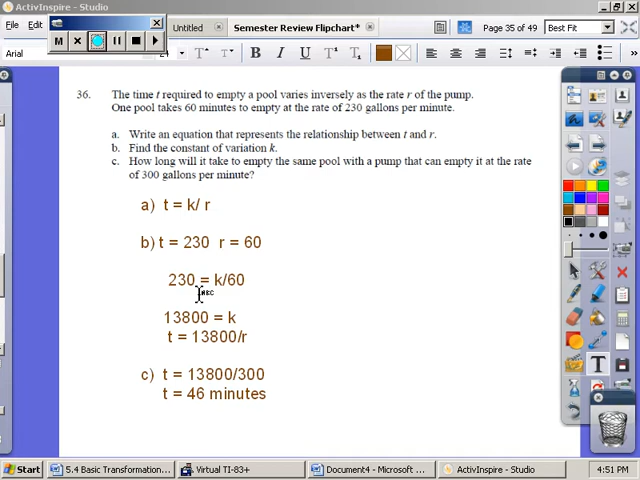 ActivInspire - Studio
File
Edit
Untitled
Semester Review Flipchart*
Page 35 of 49
Best Fit
Arial
B
I
U
36. The time t required to empty a pool varies inversely as the rate r of the pump.
One pool takes 60 minutes to empty at the rate of 230 gallons per minute.
a. Write an equation that represents the relationship between t and r.
b. Find the constant of variation k.
c. How long will it take to empty the same pool with a pump that can empty it at the rate
of 300 gallons per minute?
a) t = k/ r
b) t = 230 r = 60
230 = k/60
REC
13800 = k
t = 13800/r
c) t = 13800/300
t = 46 minutes
Start
5.4 Basic Transformation...
Virtual TI-83+
Document4 - Microsoft ...
ActivInspire - Studio
4:51 PM